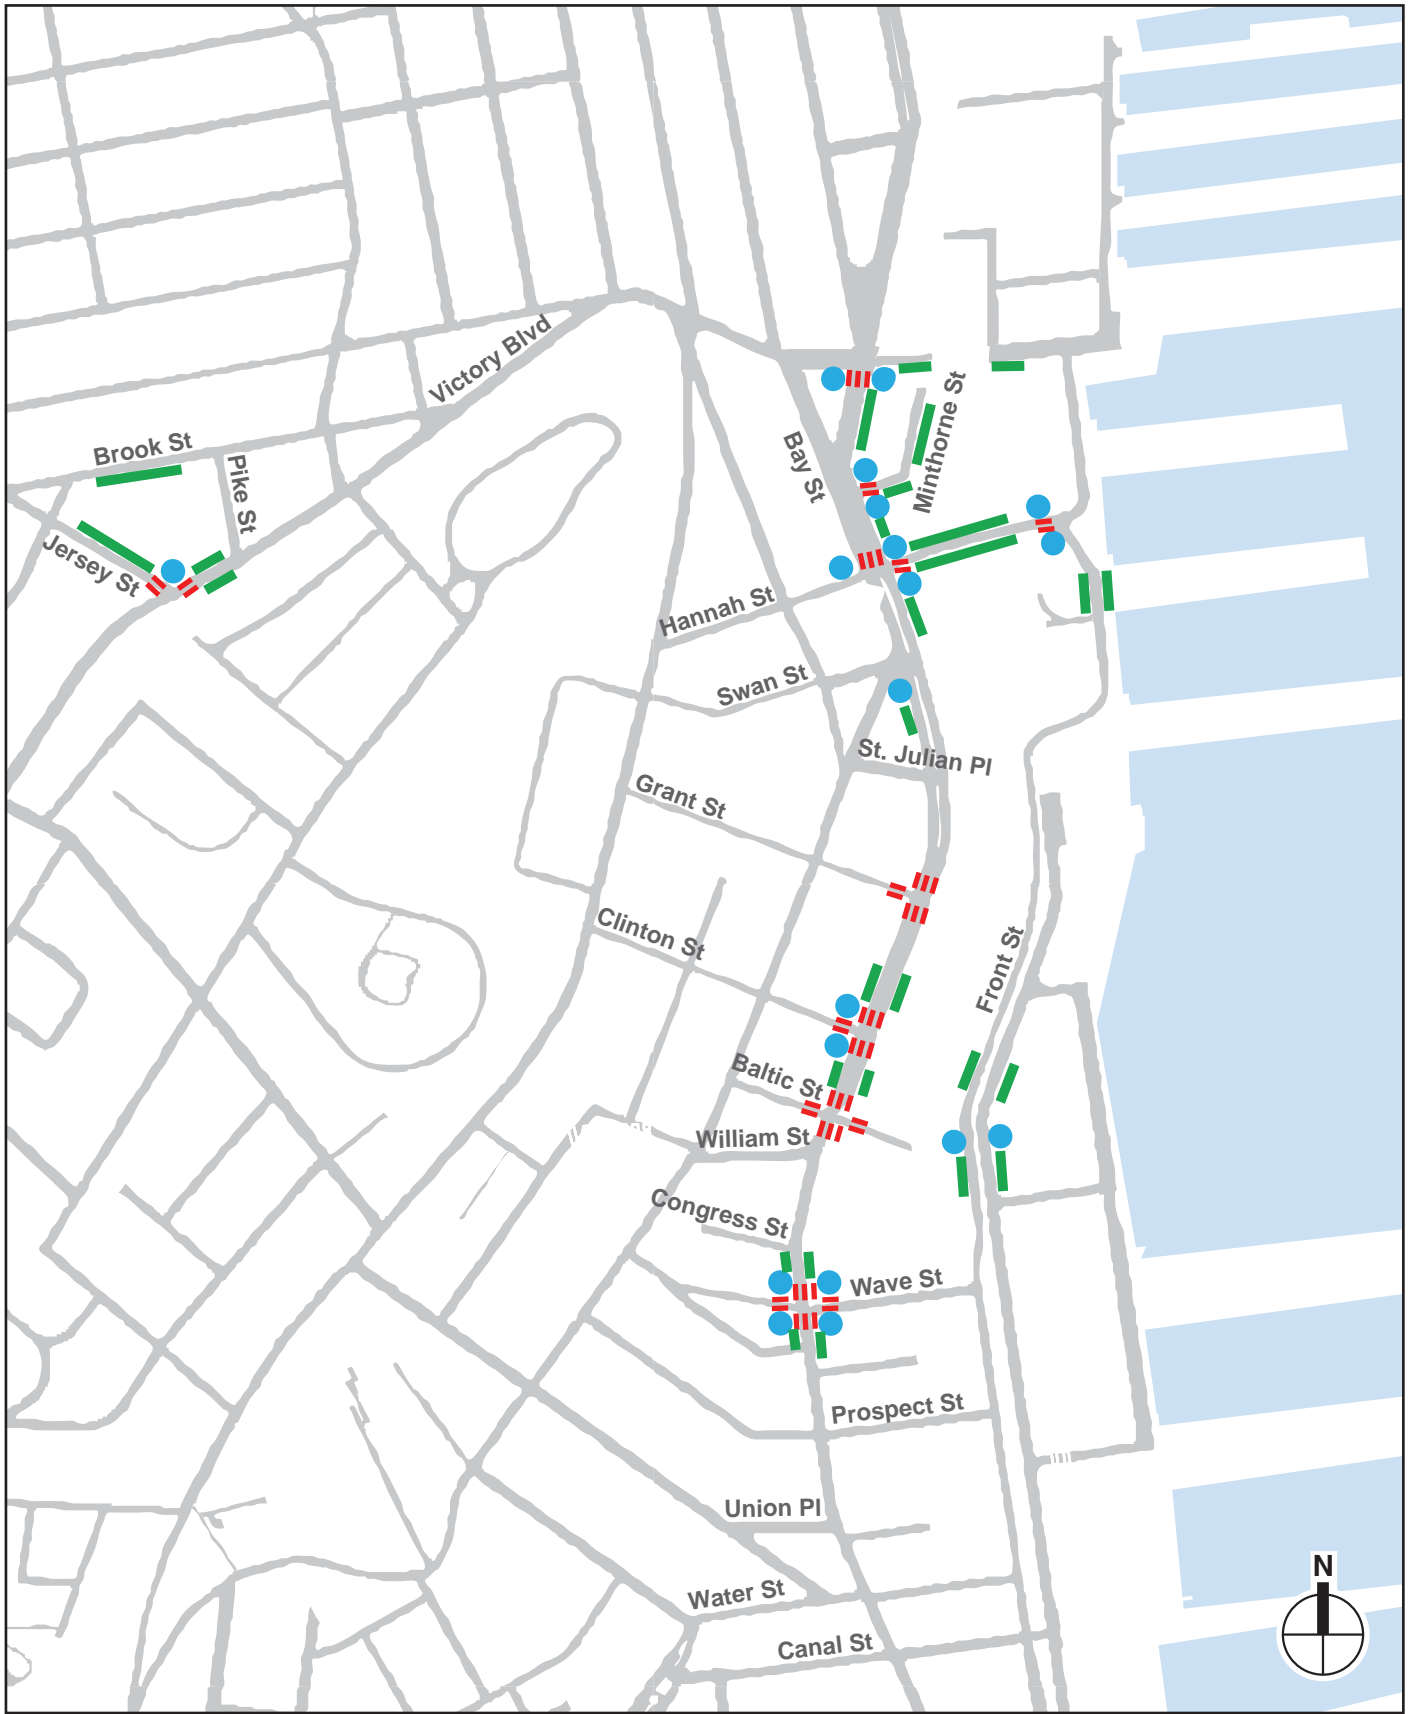 Victory Blvd
Minthorne St
Bay St
Brook St
Pike St
Jersey St
Hannah St
Swan St
St. Julian Pl
Grant St
Clinton St
Front St
Baltic St
William St
Congress St
Wave St
Prospect St
Union Pl
N
Water St
Canal St